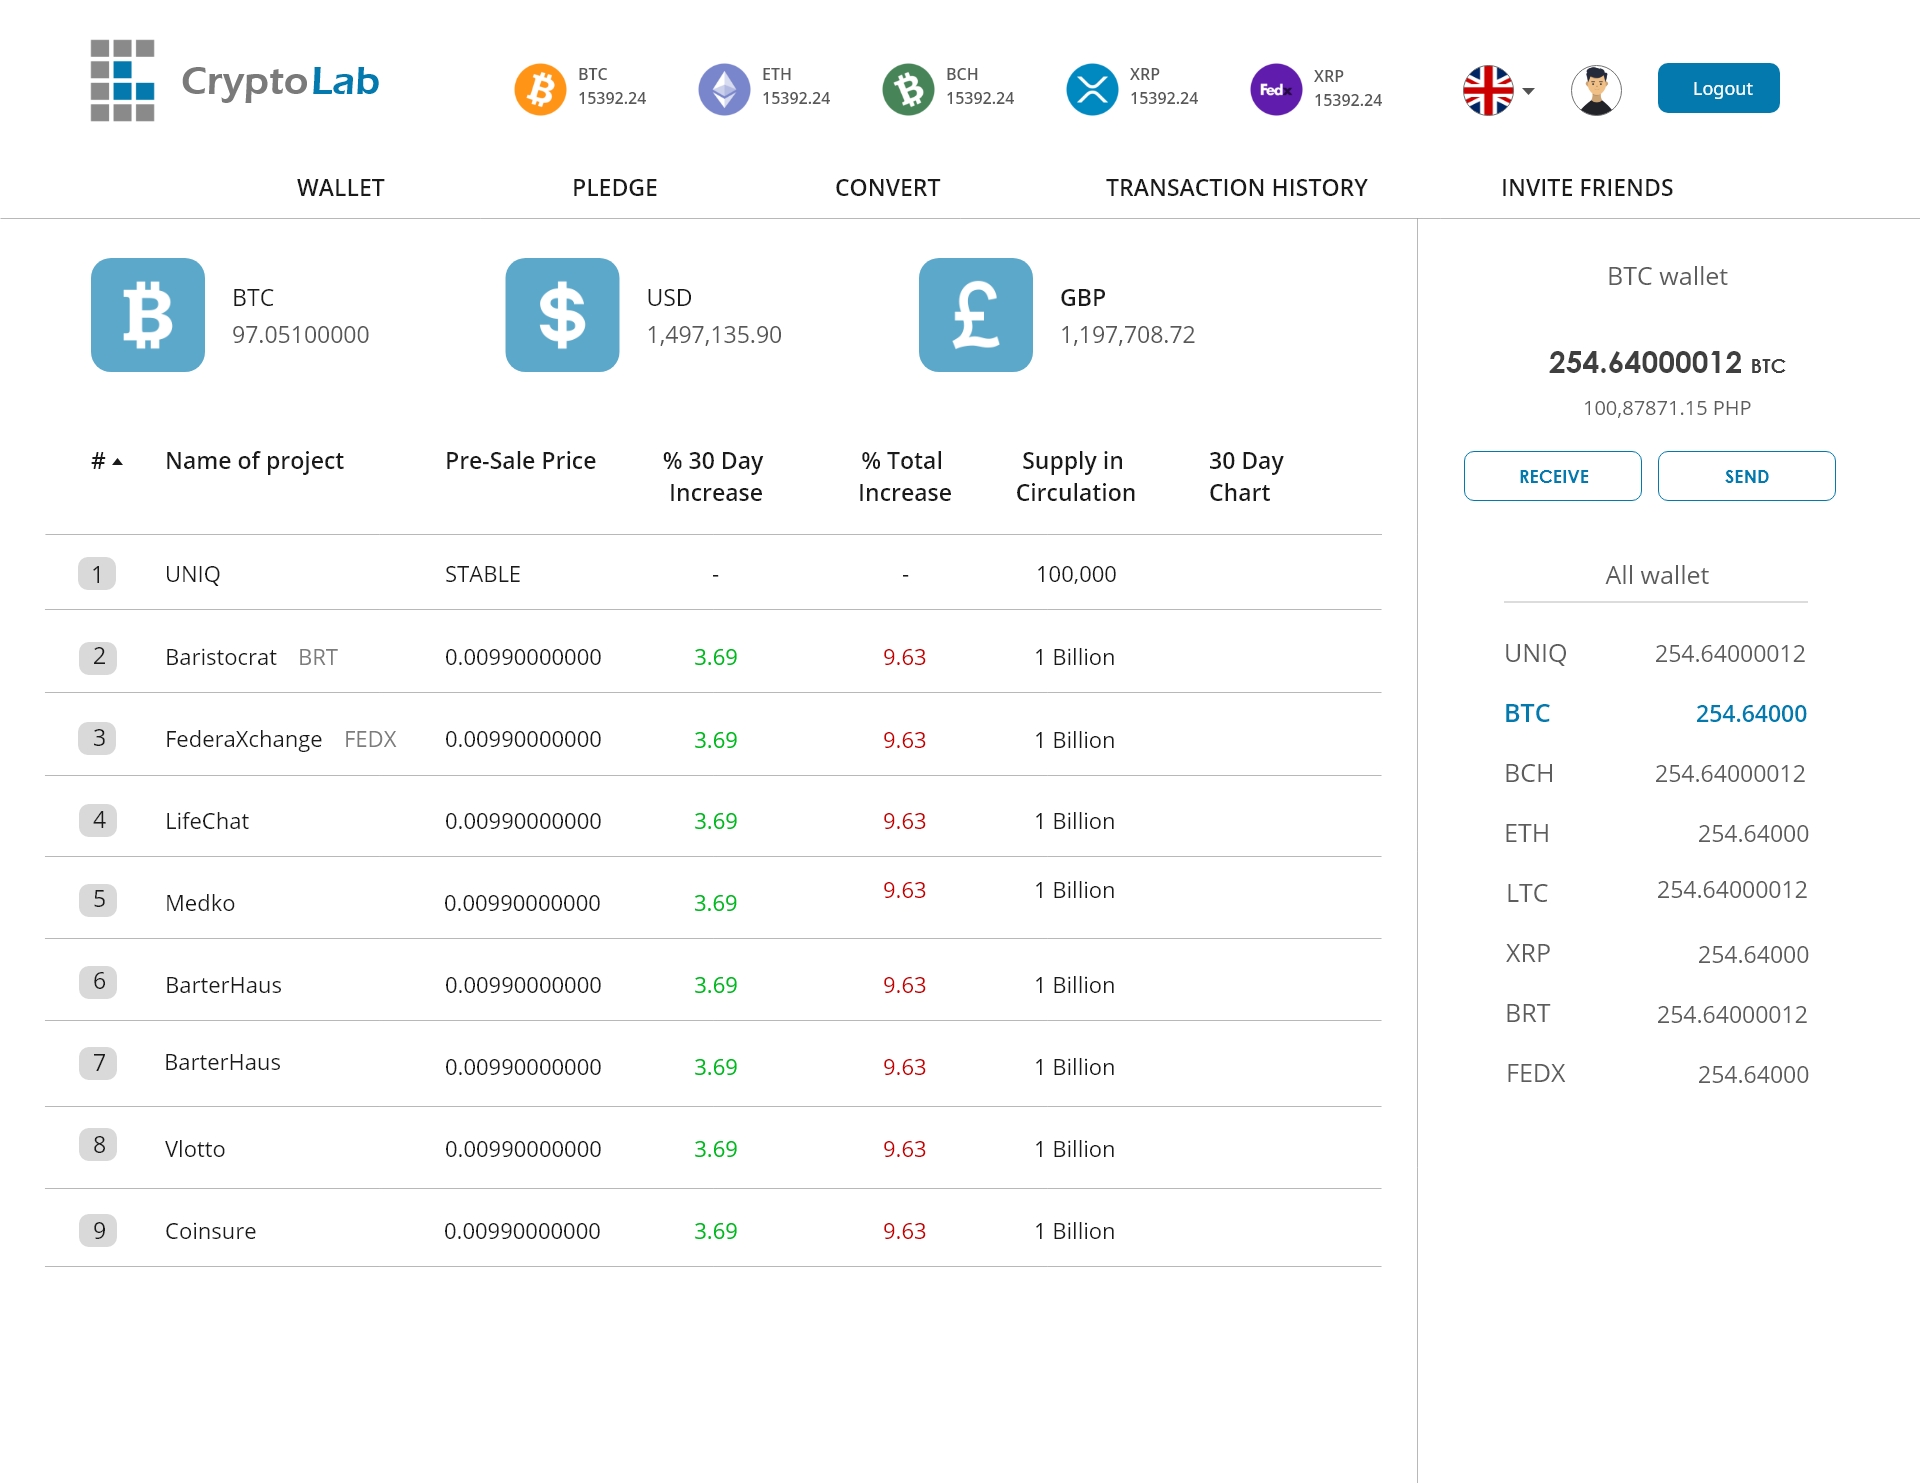 CryptoLab
BTC
15392.24
ETH
15392.24
BCH
15392.24
XRP
15392.24
Fedx
XRP
15392.24
Logout
WALLET PLEDGE CONVERT TRANSACTION HISTORY INVITE FRIENDS
BTC
97.05100000
USD
1,497,135.90
GBP
1,197,708.72
# Name of project Pre-Sale Price % 30 Day Increase % Total Increase Supply in Circulation 30 Day Chart
1 UNIQ STABLE - - 100,000
2 Baristocrat BRT 0.00990000000 3.69 9.63 1 Billion
3 FederaXchange FEDX 0.00990000000 3.69 9.63 1 Billion
4 LifeChat 0.00990000000 3.69 9.63 1 Billion
5 Medko 0.00990000000 3.69 9.63 1 Billion
6 BarterHaus 0.00990000000 3.69 9.63 1 Billion
7 BarterHaus 0.00990000000 3.69 9.63 1 Billion
8 Vlotto 0.00990000000 3.69 9.63 1 Billion
9 Coinsure 0.00990000000 3.69 9.63 1 Billion
BTC wallet
254.64000012 BTC
100,87871.15 PHP
RECEIVE SEND
All wallet
UNIQ 254.64000012
BTC 254.64000
BCH 254.64000012
ETH 254.64000
LTC 254.64000012
XRP 254.64000
BRT 254.64000012
FEDX 254.64000